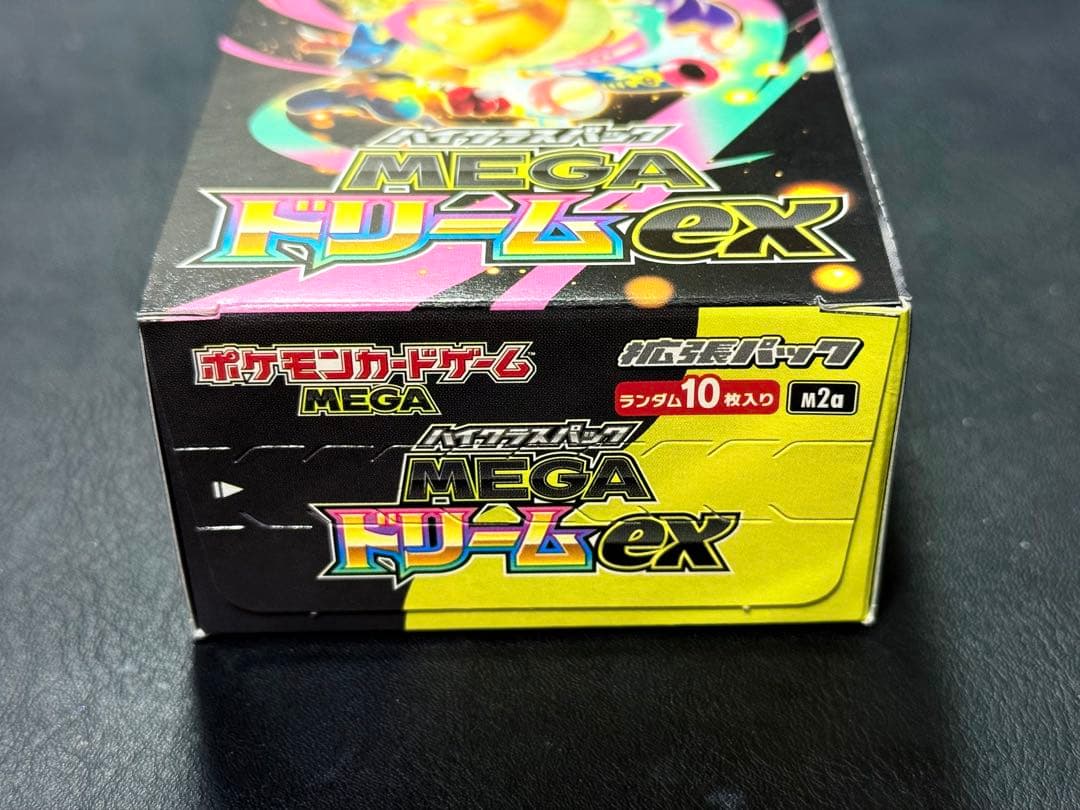 ハイクラスパック
MEGA
ドリームex
ポケモンカードゲーム™
MEGA
拡張パック
ランダム10枚入り M2a
ハイクラスパック
MEGA
ドリームex